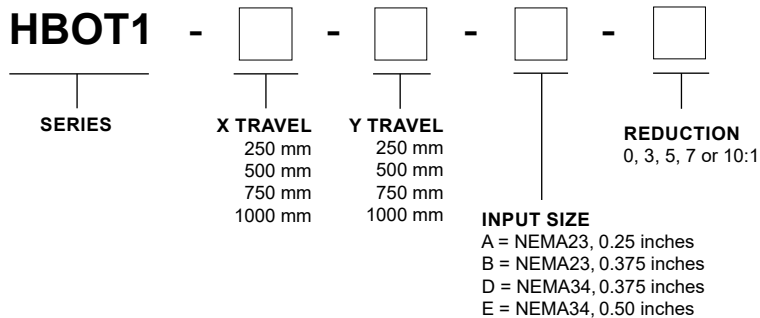 HBOT1 - - - -
SERIES
X TRAVEL
250 mm
500 mm
750 mm
1000 mm
Y TRAVEL
250 mm
500 mm
750 mm
1000 mm
INPUT SIZE
A = NEMA23, 0.25 inches
B = NEMA23, 0.375 inches
D = NEMA34, 0.375 inches
E = NEMA34, 0.50 inches
REDUCTION
0, 3, 5, 7 or 10:1